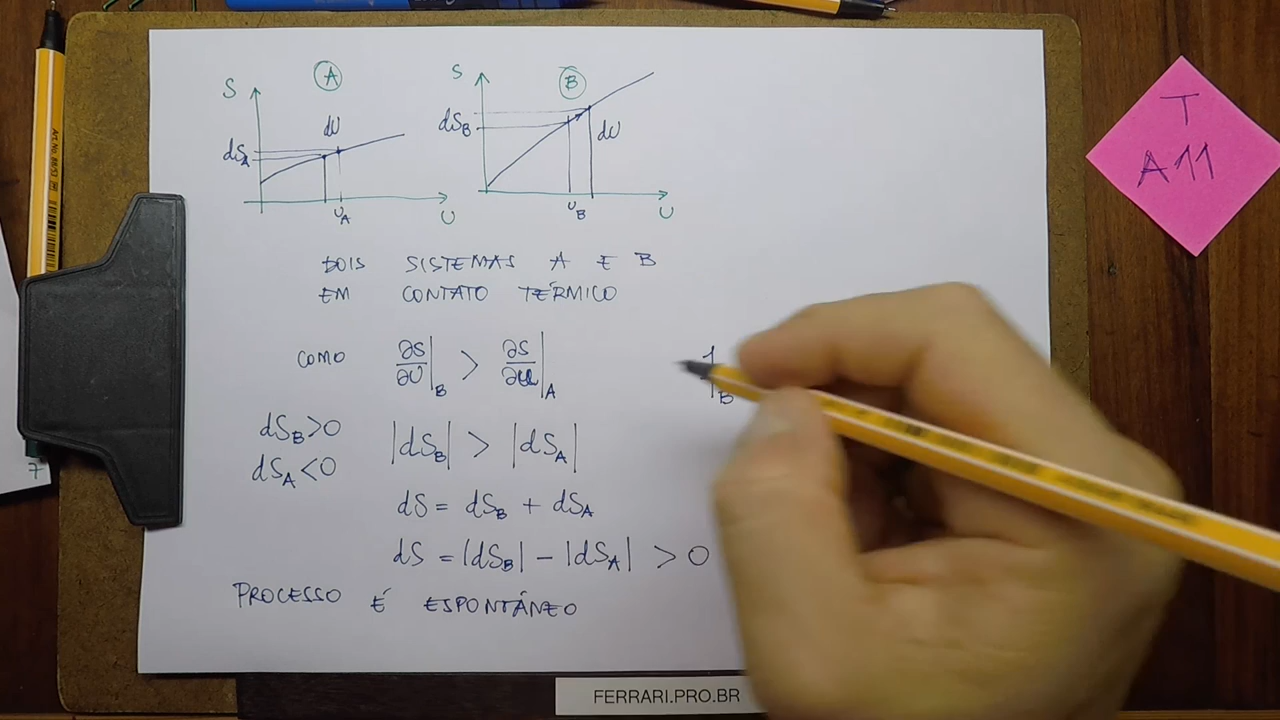 S A
dU
dS_A
U_A U
S B
dS_B
dU
U_B U
DOIS SISTEMAS A E B
EM CONTATO TÉRMICO
COMO ∂S/∂U|_B > ∂S/∂U|_A
dS_B>0
dS_A<0
|dS_B| > |dS_A|
dS = dS_B + dS_A
dS = |dS_B| - |dS_A| > 0
PROCESSO É ESPONTÂNEO
T
A11
7
FERRARI.PRO.BR